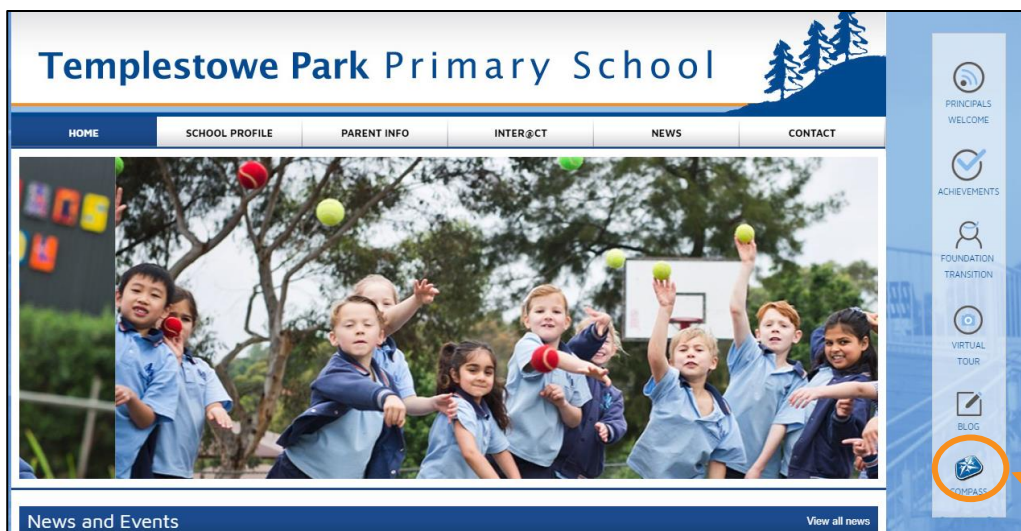 Templestowe Park Primary School
HOME SCHOOL PROFILE PARENT INFO INTER@CT NEWS CONTACT
PRINCIPALS
WELCOME
ACHIEVEMENTS
FOUNDATION
TRANSITION
VIRTUAL
TOUR
BLOG
COMPASS
News and Events
View all news